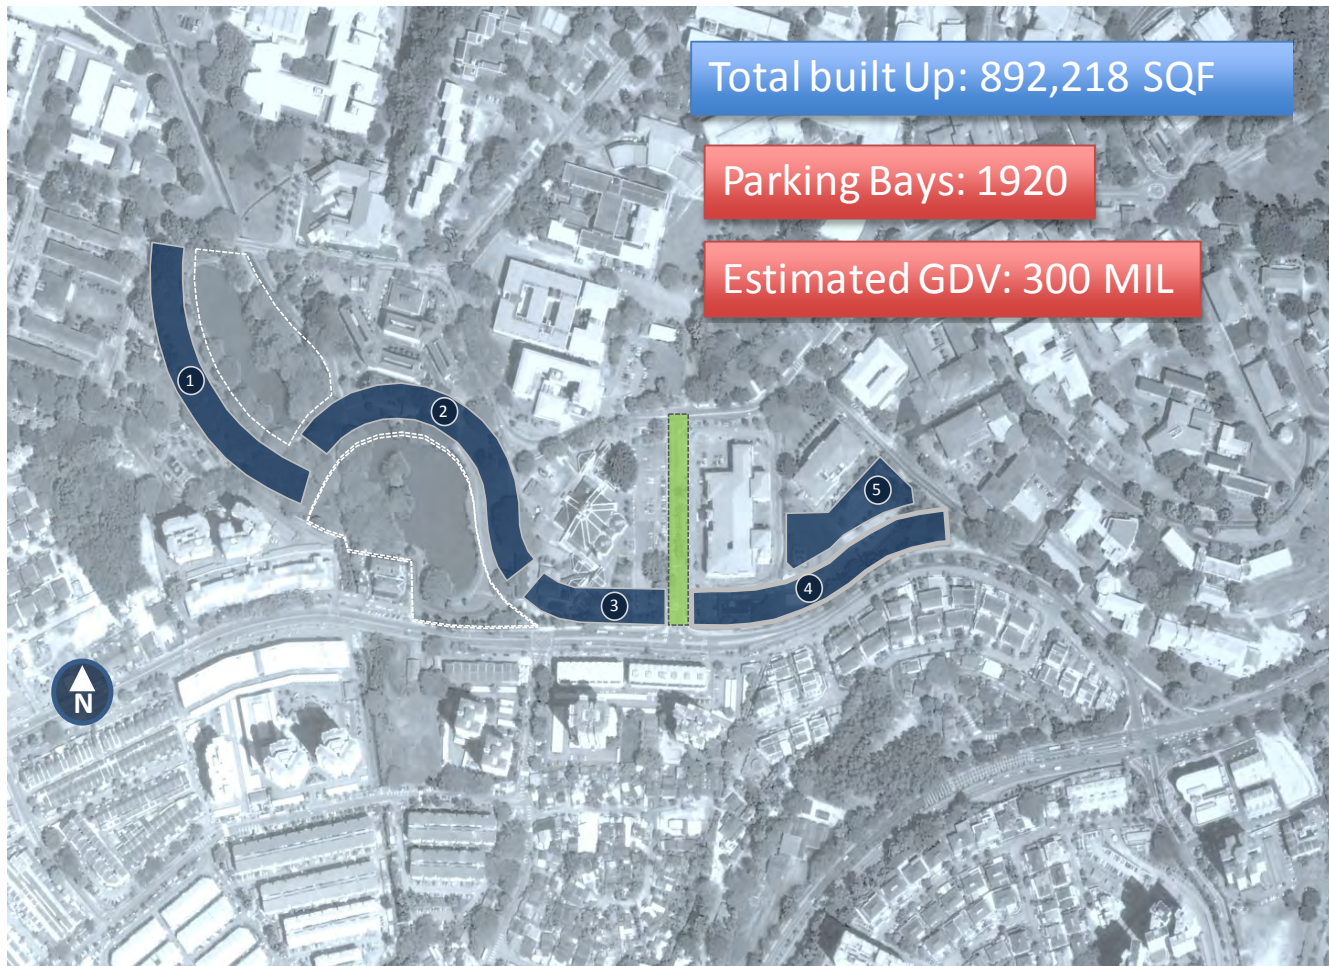 Total built Up: 892,218 SQF
Parking Bays: 1920
Estimated GDV: 300 MIL
1
2
5
4
3
N